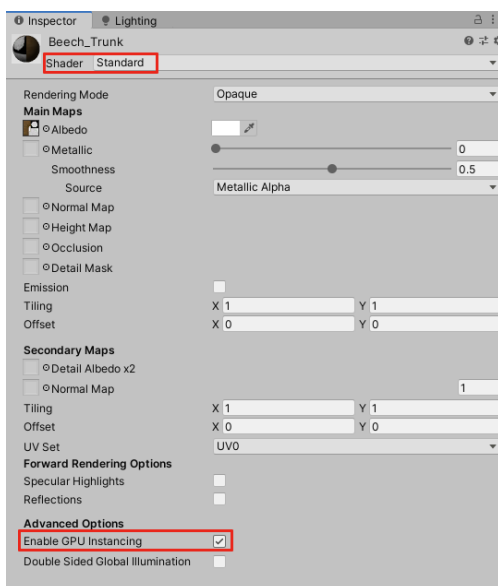 Inspector Lighting
Beech_Trunk
Shader Standard
Rendering Mode Opaque
Main Maps
Albedo
Metallic 0
Smoothness 0.5
Source Metallic Alpha
Normal Map
Height Map
Occlusion
Detail Mask
Emission
Tiling X 1 Y 1
Offset X 0 Y 0
Secondary Maps
Detail Albedo x2
Normal Map 1
Tiling X 1 Y 1
Offset X 0 Y 0
UV Set UV0
Forward Rendering Options
Specular Highlights
Reflections
Advanced Options
Enable GPU Instancing
Double Sided Global Illumination